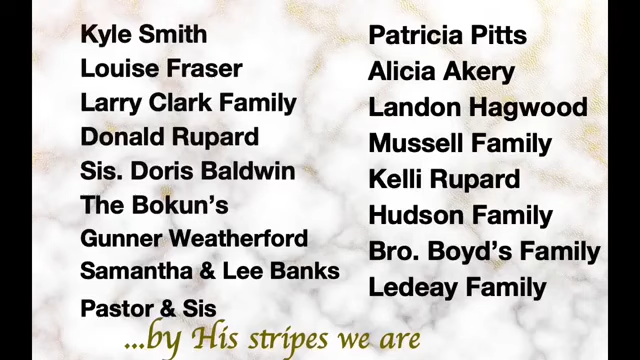 Kyle Smith
Louise Fraser
Larry Clark Family
Donald Rupard
Sis. Doris Baldwin
The Bokun’s
Gunner Weatherford
Samantha & Lee Banks
Pastor & Sis
Patricia Pitts
Alicia Akery
Landon Hagwood
Mussell Family
Kelli Rupard
Hudson Family
Bro. Boyd’s Family
Ledeay Family
...by His stripes we are